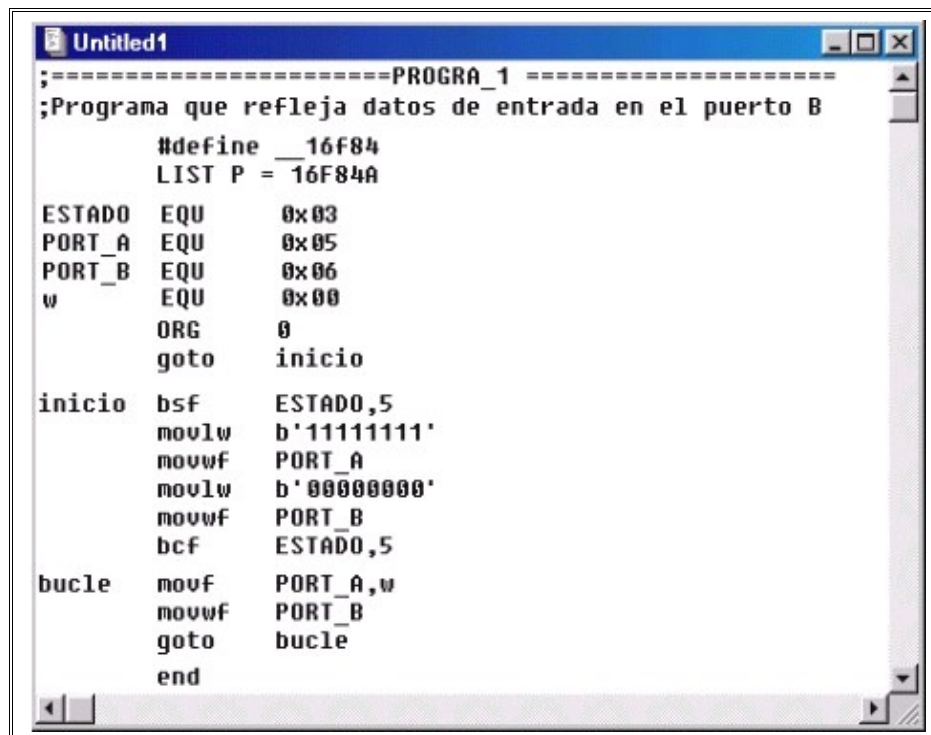 Untitled1
;=======================PROGRA_1 =====================
;Programa que refleja datos de entrada en el puerto B
#define __16f84
LIST P = 16F84A
ESTADO EQU 0x03
PORT_A EQU 0x05
PORT_B EQU 0x06
w EQU 0x00
ORG 0
goto inicio
inicio bsf ESTADO,5
movlw b'11111111'
movwf PORT_A
movlw b'00000000'
movwf PORT_B
bcf ESTADO,5
bucle movf PORT_A,w
movwf PORT_B
goto bucle
end